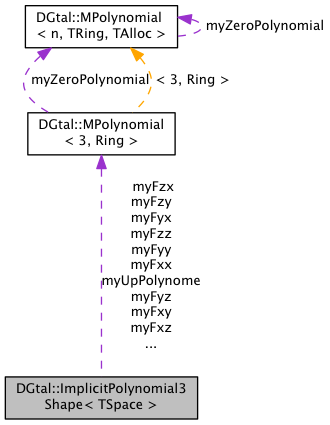 DGtal::MPolynomial
< n, TRing, TAlloc >
myZeroPolynomial
myZeroPolynomial
< 3, Ring >
DGtal::MPolynomial
< 3, Ring >
myFzx
myFzy
myFyx
myFzz
myFyy
myFxx
myUpPolynome
myFyz
myFxy
myFxz
...
DGtal::ImplicitPolynomial3
Shape< TSpace >